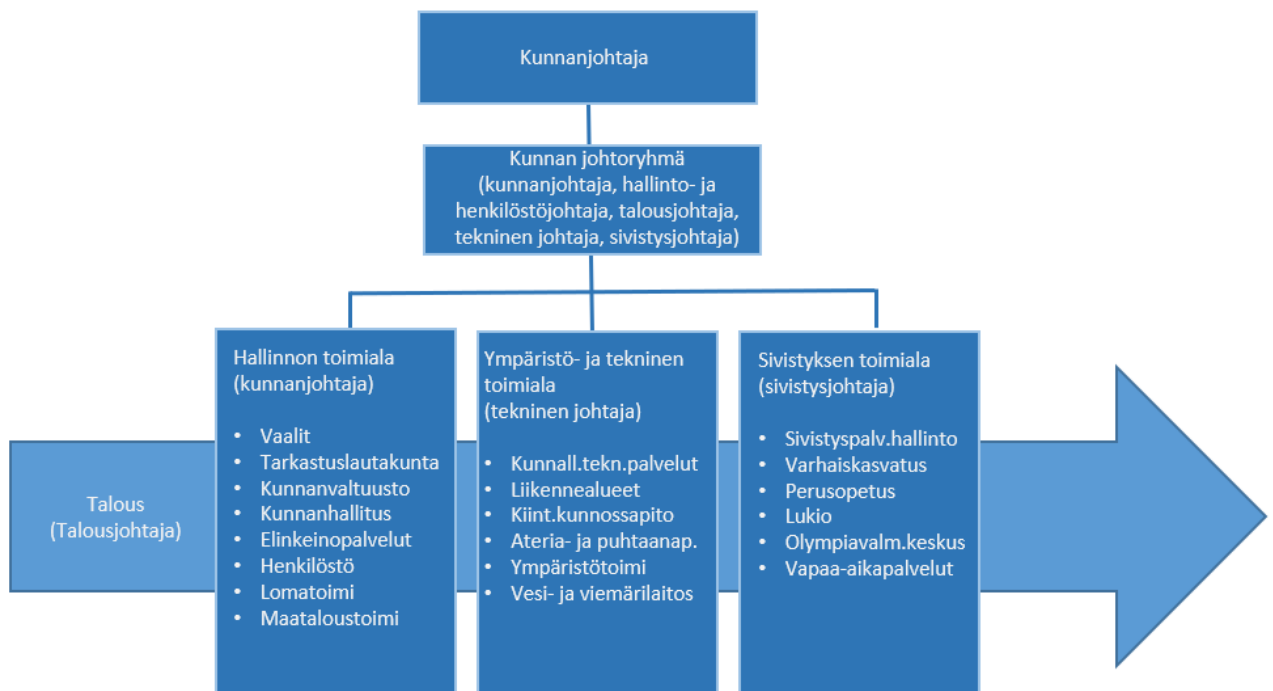 Kunnanjohtaja
Kunnan johtoryhmä
(kunnanjohtaja, hallinto- ja
henkilöstöjohtaja, talousjohtaja,
tekninen johtaja, sivistysjohtaja)
Talous
(Talousjohtaja)
Hallinnon toimiala
(kunnanjohtaja)
• Vaalit
• Tarkastuslautakunta
• Kunnanvaltuusto
• Kunnanhallitus
• Elinkeinopalvelut
• Henkilöstö
• Lomatoimi
• Maataloustoimi
Ympäristö- ja tekninen
toimiala
(tekninen johtaja)
• Kunnall.tekn.palvelut
• Liikennealueet
• Kiint.kunnossapito
• Ateria- ja puhtaanap.
• Ympäristötoimi
• Vesi- ja viemärilaitos
Sivistyksen toimiala
(sivistysjohtaja)
• Sivistyspalv.hallinto
• Varhaiskasvatus
• Perusopetus
• Lukio
• Olympiavalm.keskus
• Vapaa-aikapalvelut